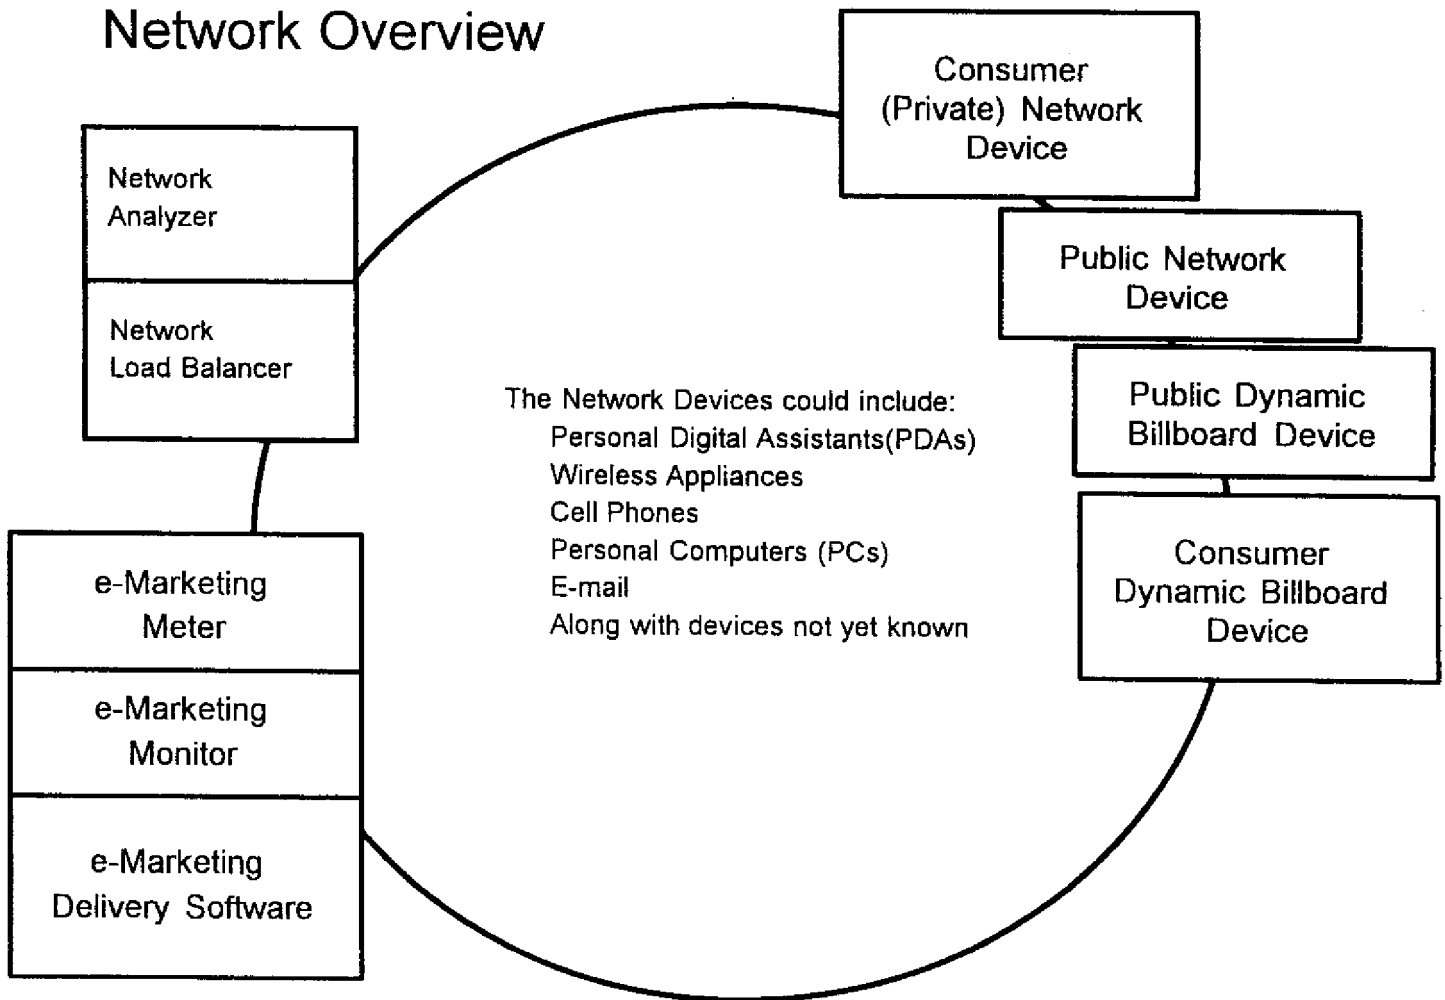 Network Overview
Consumer
(Private) Network
Device
Network
Analyzer
Public Network
Device
Network
Load Balancer
Public Dynamic
Billboard Device
The Network Devices could include:
Personal Digital Assistants(PDAs)
Wireless Appliances
Cell Phones
Personal Computers (PCs)
E-mail
Along with devices not yet known
Consumer
Dynamic Billboard
Device
e-Marketing
Meter
e-Marketing
Monitor
e-Marketing
Delivery Software